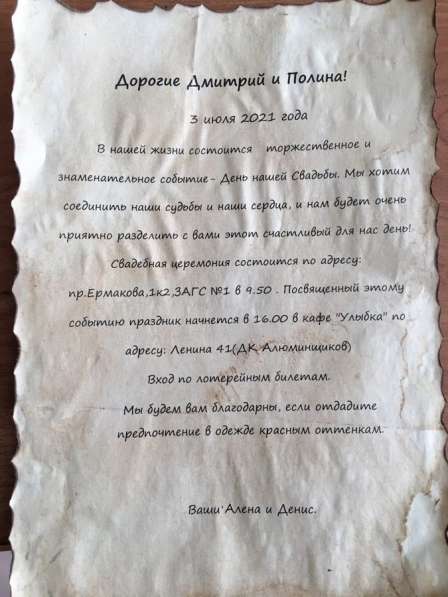 Дорогие Дмитрий и Полина!
3 июля 2021 года
В нашей жизни состоится торжественное и
знаменательное событие- День нашей Свадьбы. Мы хотим
соединить наши судьбы и наши сердца, и нам будет очень
приятно разделить с вами этот счастливый для нас день!
Свадебная церемония состоится по адресу:
пр.Ермакова,1к2,ЗАГС №1 в 9.50 . Посвященный этому
событию праздник начнется в 16.00 в кафе "Улыбка" по
адресу: Ленина 41(ДК Алюминщиков)
Вход по лотерейным билетам.
Мы будем вам благодарны, если отдадите
предпочтение в одежде красным оттенкам.
Ваши Алена и Денис.